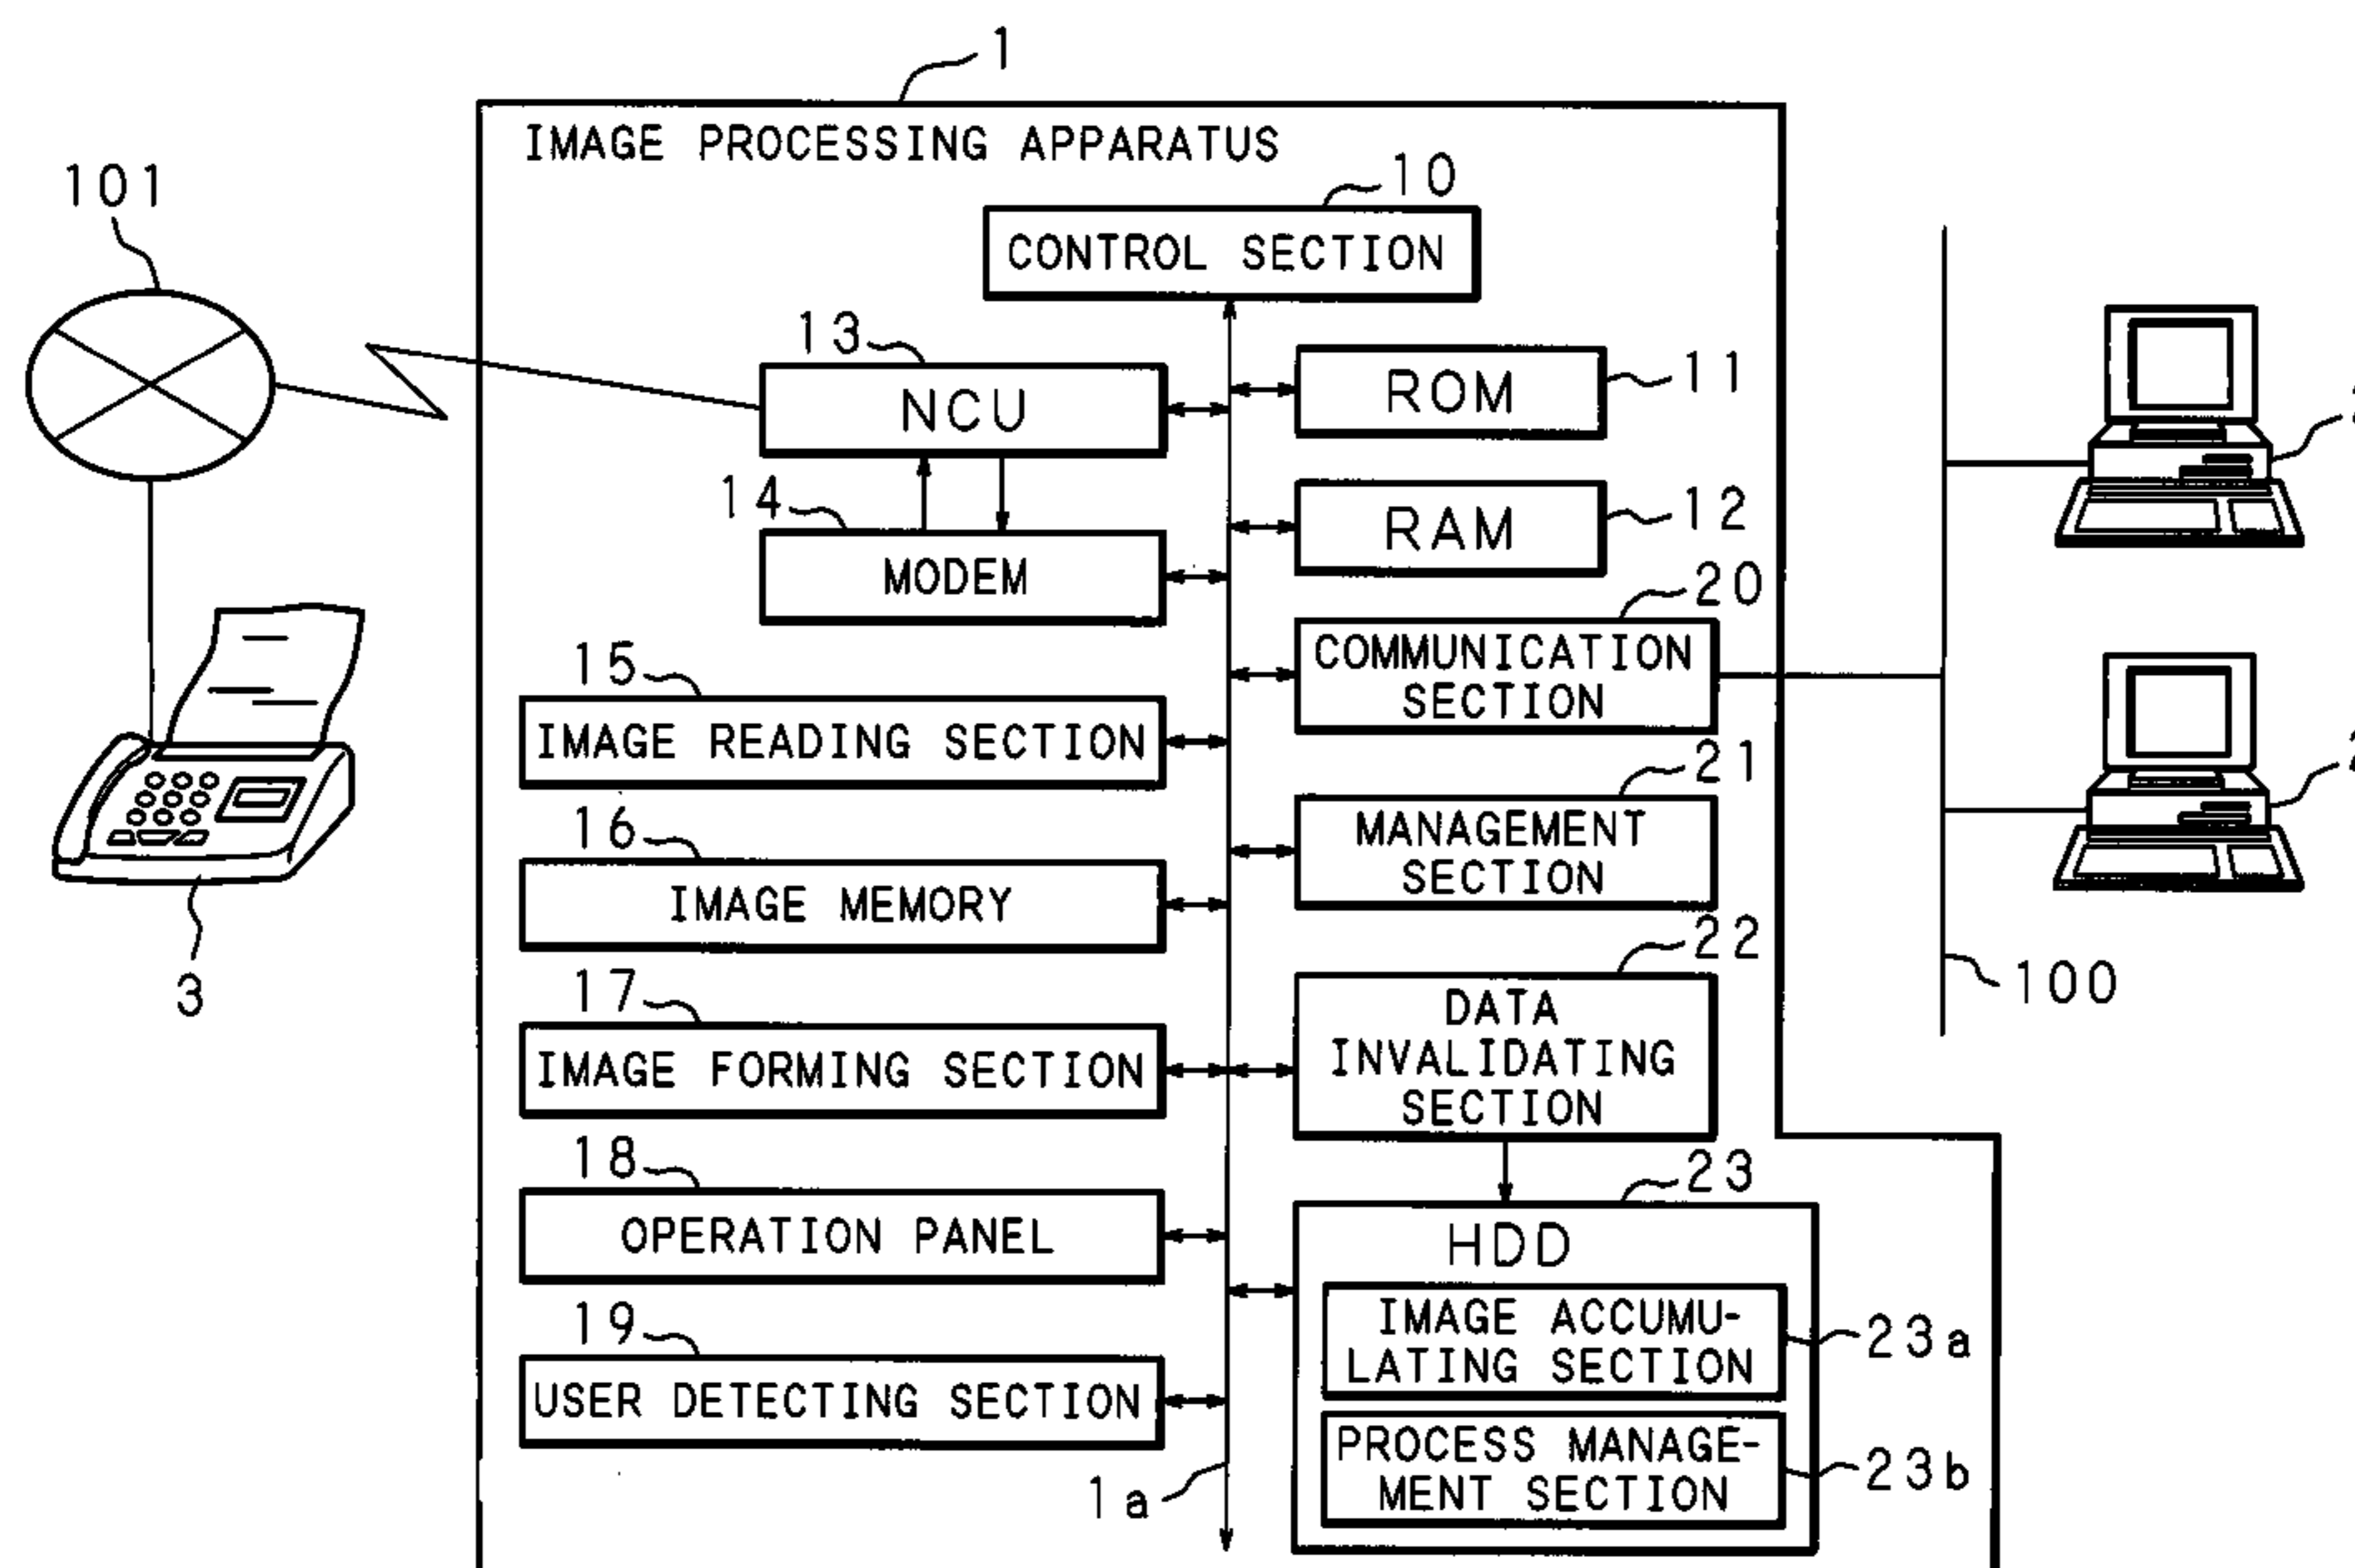 1
IMAGE PROCESSING APPARATUS
101
10
CONTROL SECTION
13
NCU
ROM
11
14
MODEM
RAM
12
20
COMMUNICATION
SECTION
15
IMAGE READING SECTION
21
MANAGEMENT
SECTION
16
IMAGE MEMORY
3
22
DATA
INVALIDATING
SECTION
100
17
IMAGE FORMING SECTION
18
OPERATION PANEL
23
HDD
IMAGE ACCUMU-
LATING SECTION
23a
19
USER DETECTING SECTION
PROCESS MANAGE-
MENT SECTION
23b
1a